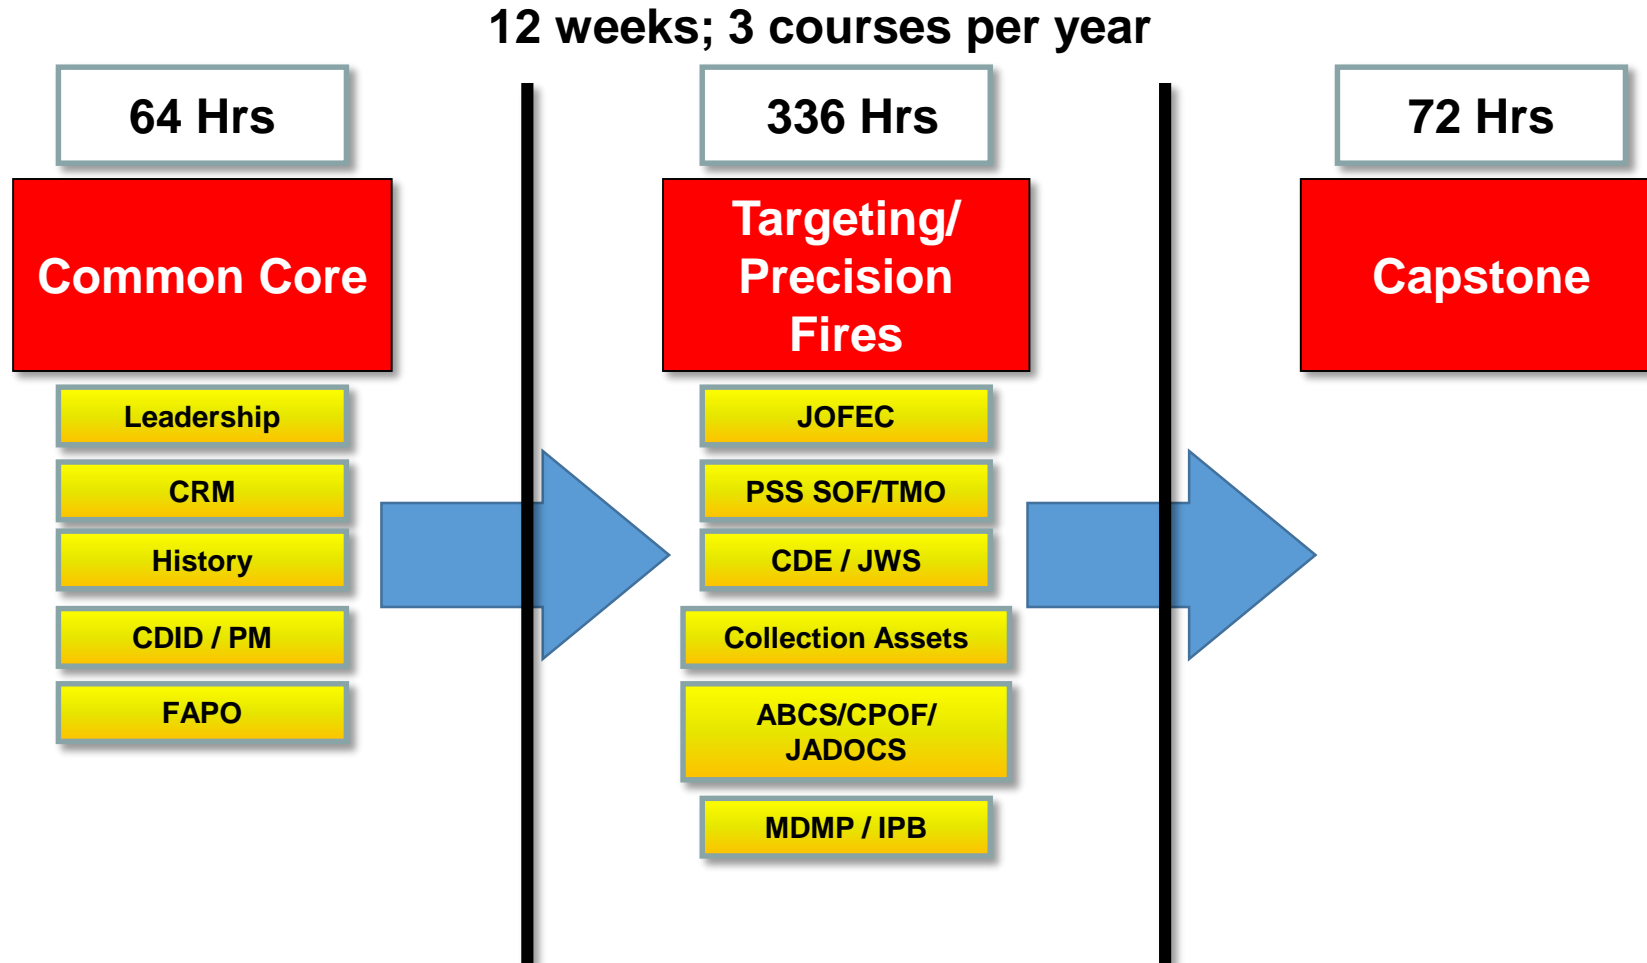 12 weeks; 3 courses per year
64 Hrs
Common Core
Leadership
CRM
History
CDID / PM
FAPO
336 Hrs
Targeting/
Precision
Fires
JOFEC
PSS SOF/TMO
CDE / JWS
Collection Assets
ABCS/CPOF/
JADOCS
MDMP / IPB
72 Hrs
Capstone